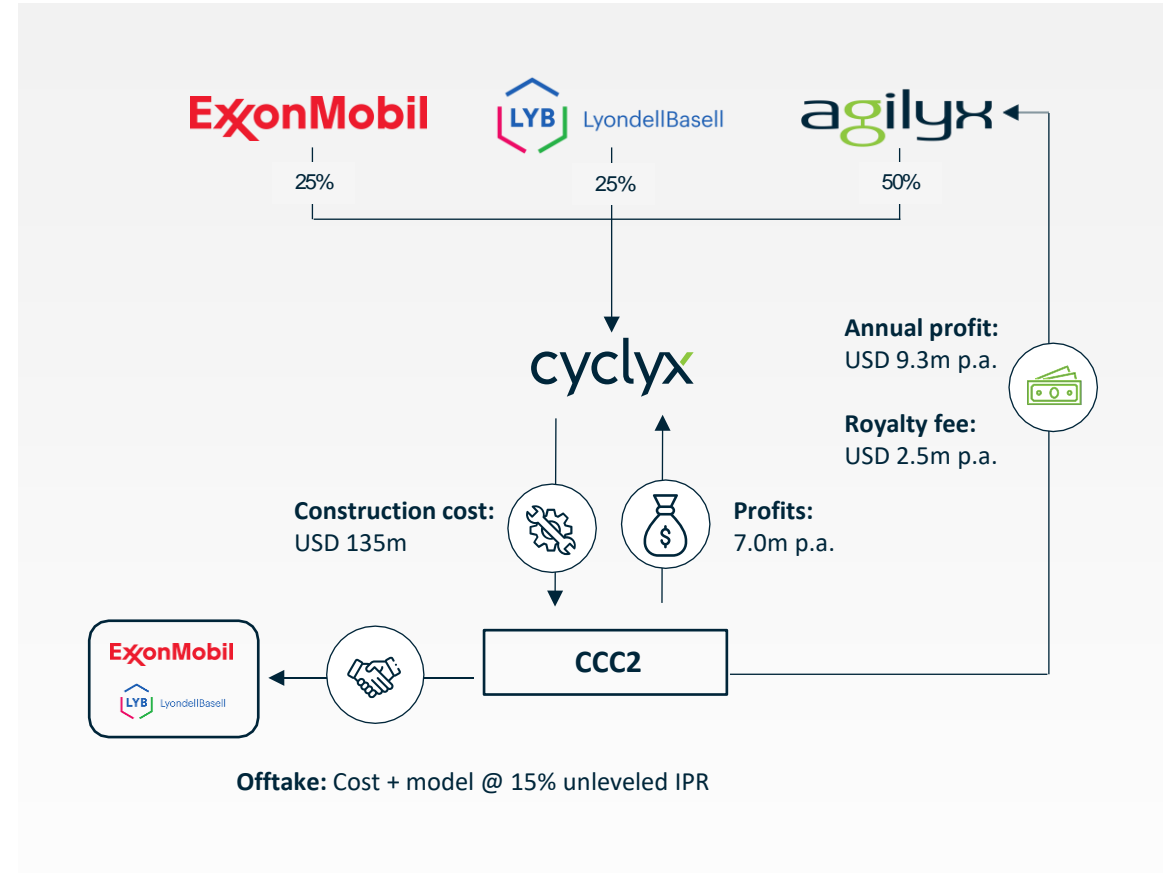 ExxonMobil
LYB LyondellBasell
agilyx
25%
25%
50%
cyclyx
Annual profit:
USD 9.3m p.a.
Royalty fee:
USD 2.5m p.a.
Construction cost:
USD 135m
$
Profits:
7.0m p.a.
ExxonMobil
LYB LyondellBasell
CCC2
Offtake: Cost + model @ 15% unleveled IPR